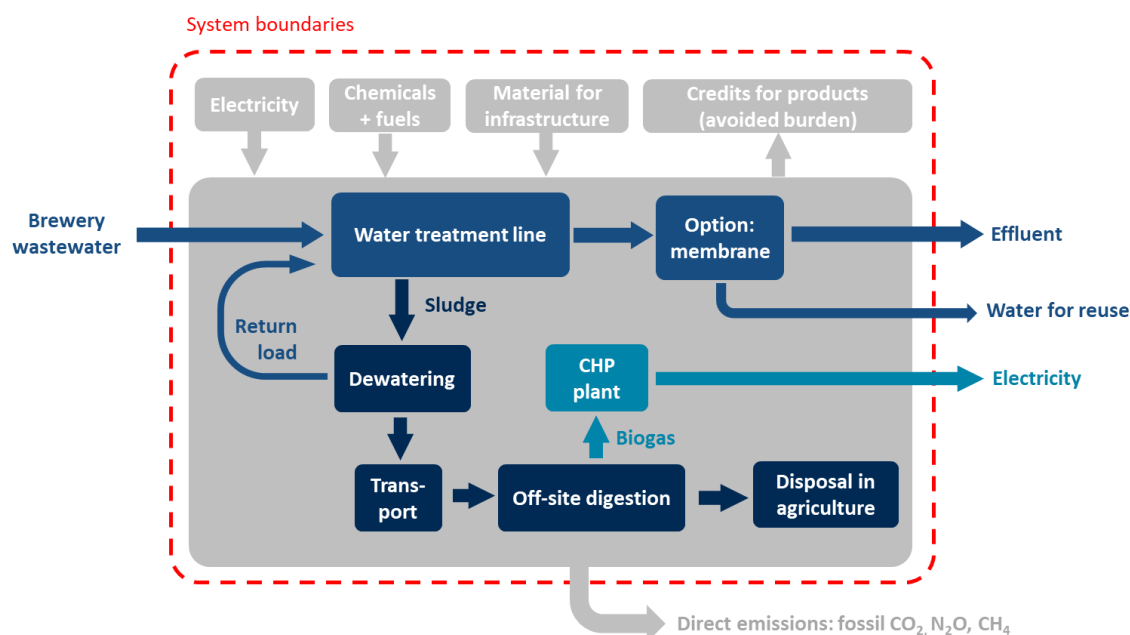 System boundaries
Electricity
Chemicals
+ fuels
Material for
infrastructure
Credits for products
(avoided burden)
Brewery
wastewater
Water treatment line
Option:
membrane
Effluent
Sludge
Water for reuse
Return
load
Dewatering
CHP
plant
Electricity
Biogas
Trans-
port
Off-site digestion
Disposal in
agriculture
Direct emissions: fossil CO₂, N₂O, CH₄